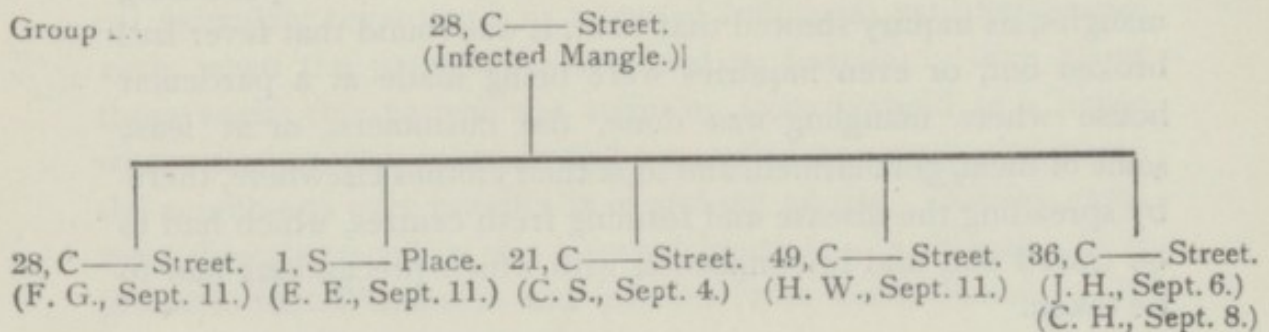 Group ... 28, C—— Street.
(Infected Mangle.)
28, C—— Street. 1, S—— Place. 21, C—— Street. 49, C—— Street. 36, C—— Street.
(F. G., Sept. 11.) (E. E., Sept. 11.) (C. S., Sept. 4.) (H. W., Sept. 11.) (J. H., Sept. 6.)
(C. H., Sept. 8.)